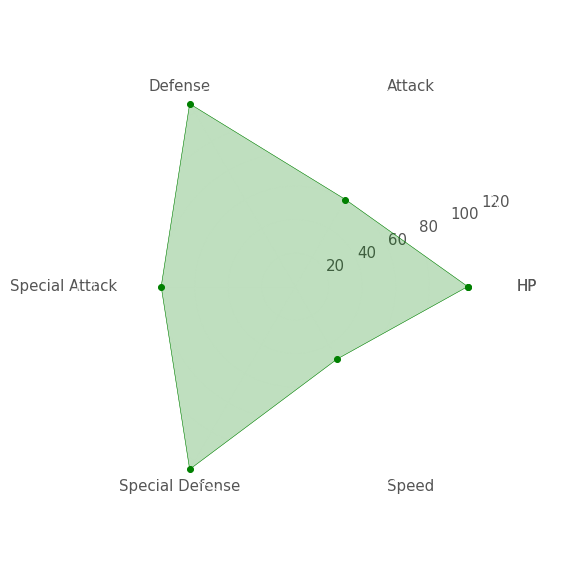 Defense
Attack
120
100
80
60
40
20
Special Attack
HP
Special Defense
Speed